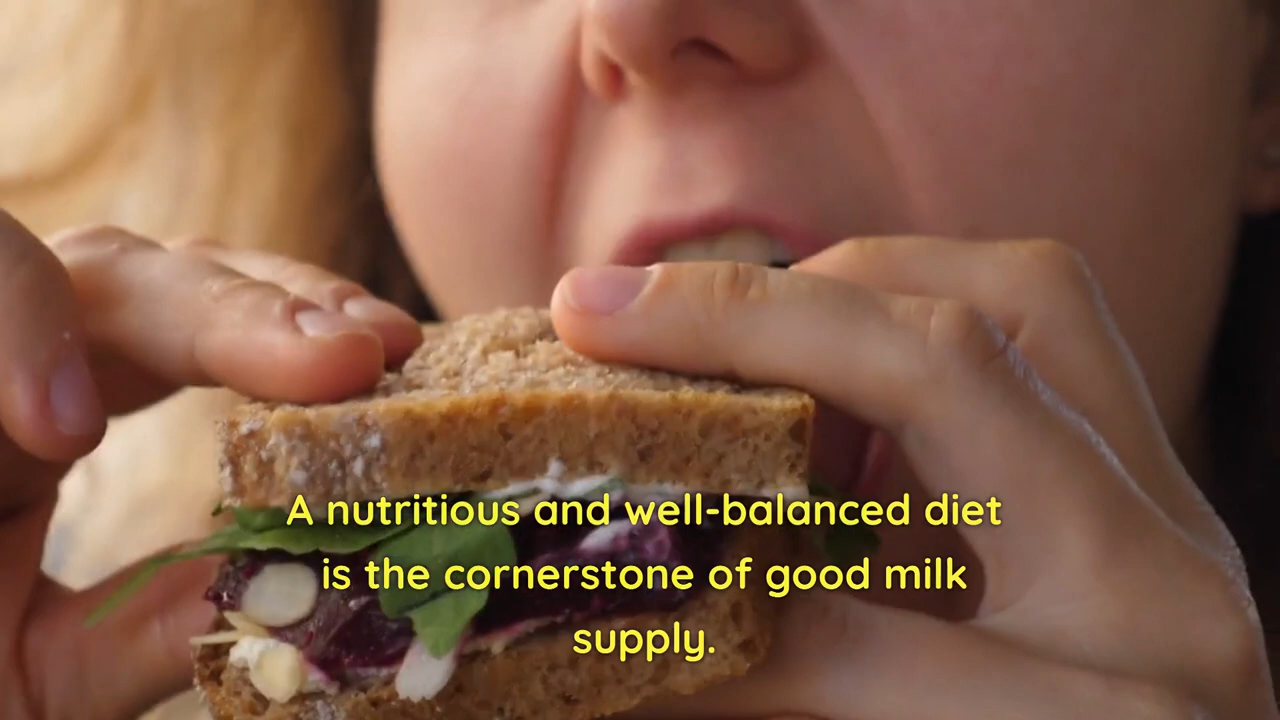 A nutritious and well-balanced diet
is the cornerstone of good milk
supply.